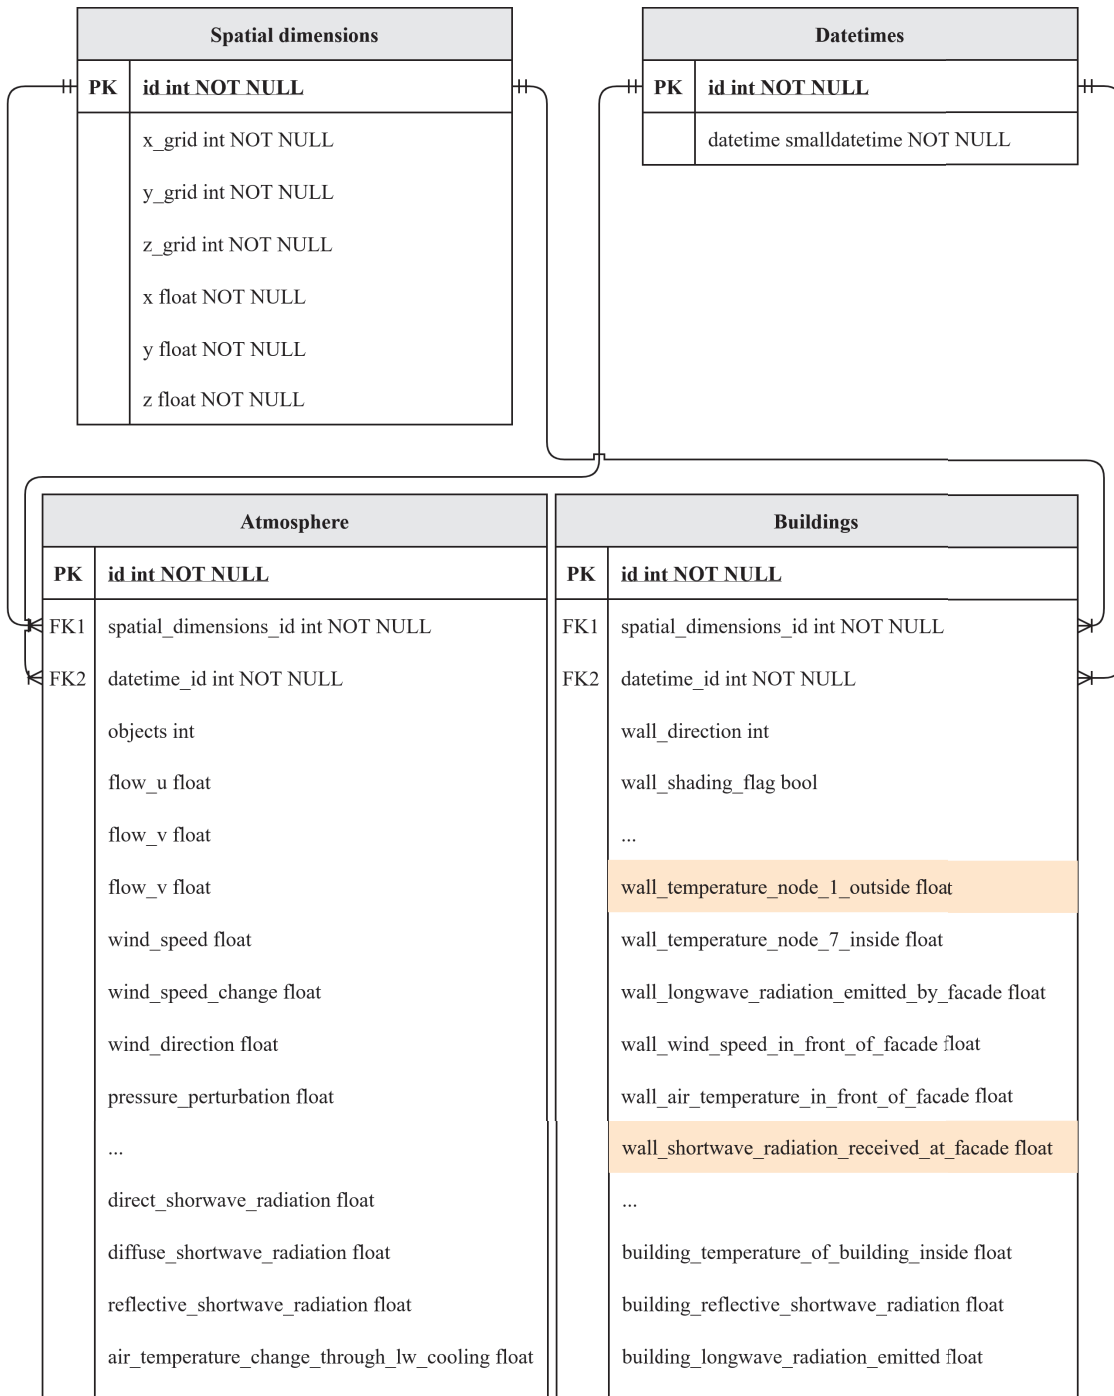 Spatial dimensions
PK id int NOT NULL
x_grid int NOT NULL
y_grid int NOT NULL
z_grid int NOT NULL
x float NOT NULL
y float NOT NULL
z float NOT NULL
Datetimes
PK id int NOT NULL
datetime smalldatetime NOT NULL
Atmosphere
PK id int NOT NULL
FK1 spatial_dimensions_id int NOT NULL
FK2 datetime_id int NOT NULL
objects int
flow_u float
flow_v float
flow_v float
wind_speed float
wind_speed_change float
wind_direction float
pressure_perturbation float
...
direct_shorwave_radiation float
diffuse_shortwave_radiation float
reflective_shortwave_radiation float
air_temperature_change_through_lw_cooling float
Buildings
PK id int NOT NULL
FK1 spatial_dimensions_id int NOT NULL
FK2 datetime_id int NOT NULL
wall_direction int
wall_shading_flag bool
...
wall_temperature_node_1_outside float
wall_temperature_node_7_inside float
wall_longwave_radiation_emitted_by_facade float
wall_wind_speed_in_front_of_facade float
wall_air_temperature_in_front_of_facade float
wall_shortwave_radiation_received_at_facade float
...
building_temperature_of_building_inside float
building_reflective_shortwave_radiation float
building_longwave_radiation_emitted float